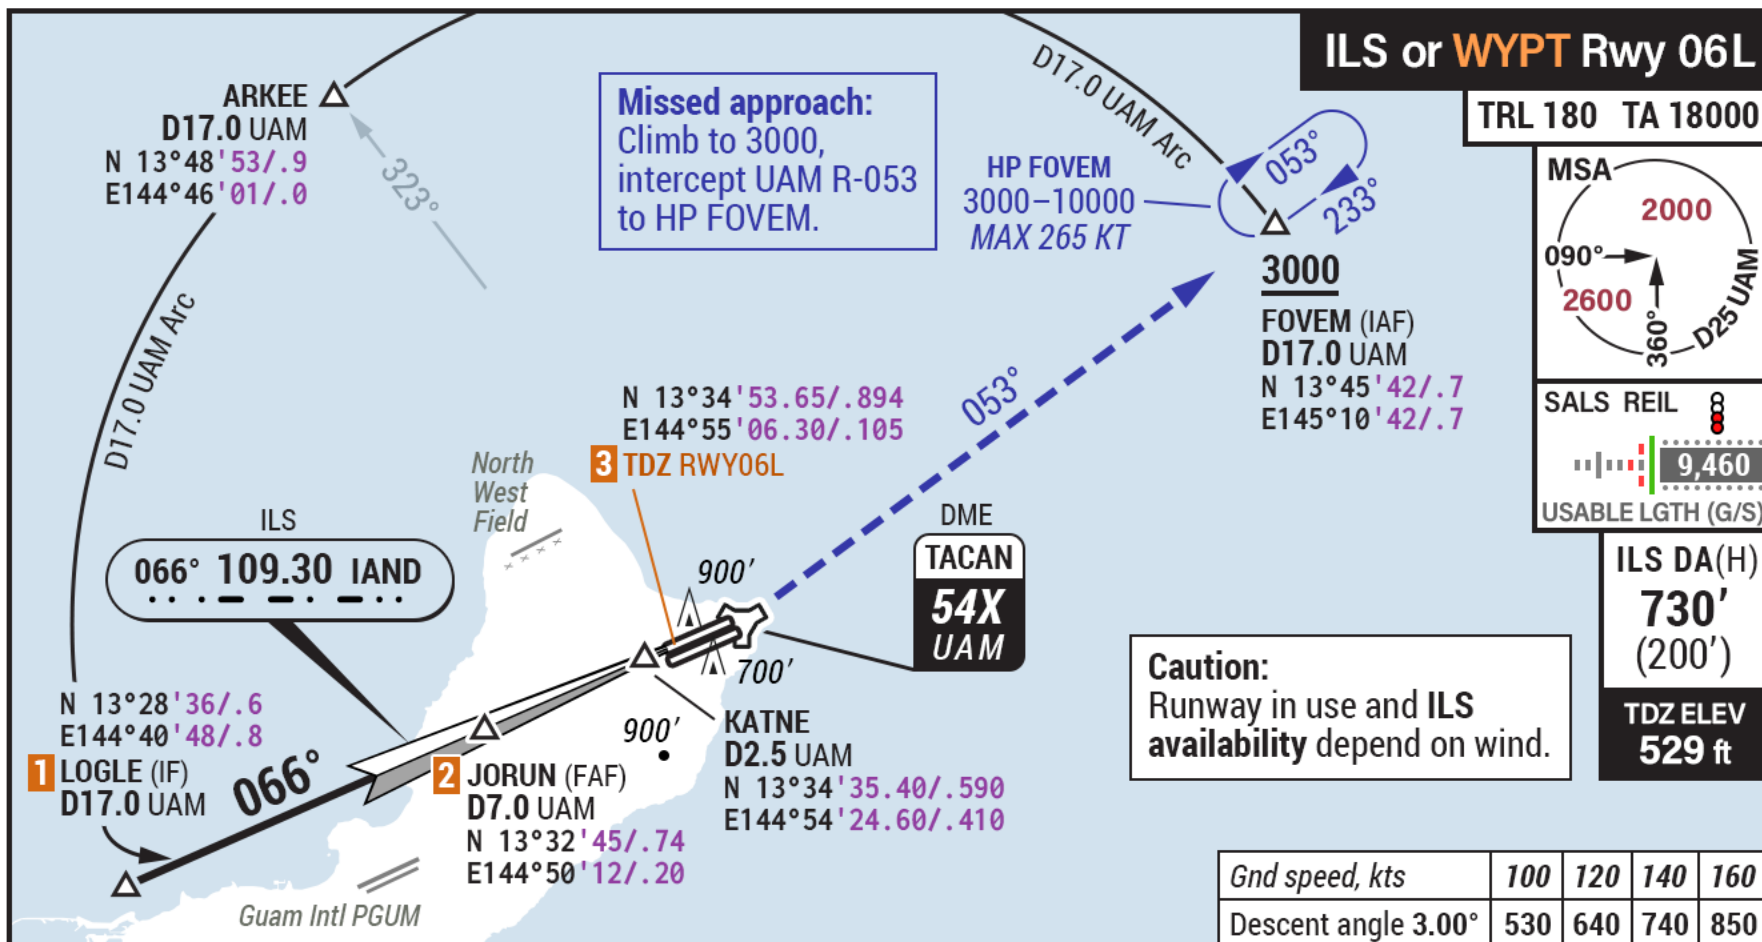 ILS or WYPT Rwy 06L
TRL 180 TA 18000
MSA
2000
090°
2600
360°
D25 UAM
SALS REIL
9,460
USABLE LGTH (G/S)
ILS DA(H)
730'
(200')
TDZ ELEV
529 ft
ARKEE
D17.0 UAM
N 13°48'53/.9
E144°46'01/.0
323°
D17.0 UAM Arc
Missed approach:
Climb to 3000,
intercept UAM R-053
to HP FOVEM.
D17.0 UAM Arc
HP FOVEM
3000–10000
MAX 265 KT
053°
233°
3000
FOVEM (IAF)
D17.0 UAM
N 13°45'42/.7
E145°10'42/.7
053°
N 13°34'53.65/.894
E144°55'06.30/.105
3 TDZ RWY06L
North
West
Field
ILS
066° 109.30 IAND
DME
TACAN
54X
UAM
900'
700'
900'
KATNE
D2.5 UAM
N 13°34'35.40/.590
E144°54'24.60/.410
N 13°28'36/.6
E144°40'48/.8
1 LOGLE (IF)
D17.0 UAM
066°
2 JORUN (FAF)
D7.0 UAM
N 13°32'45/.74
E144°50'12/.20
Guam Intl PGUM
Caution:
Runway in use and ILS
availability depend on wind.
Gnd speed, kts 100 120 140 160
Descent angle 3.00° 530 640 740 850